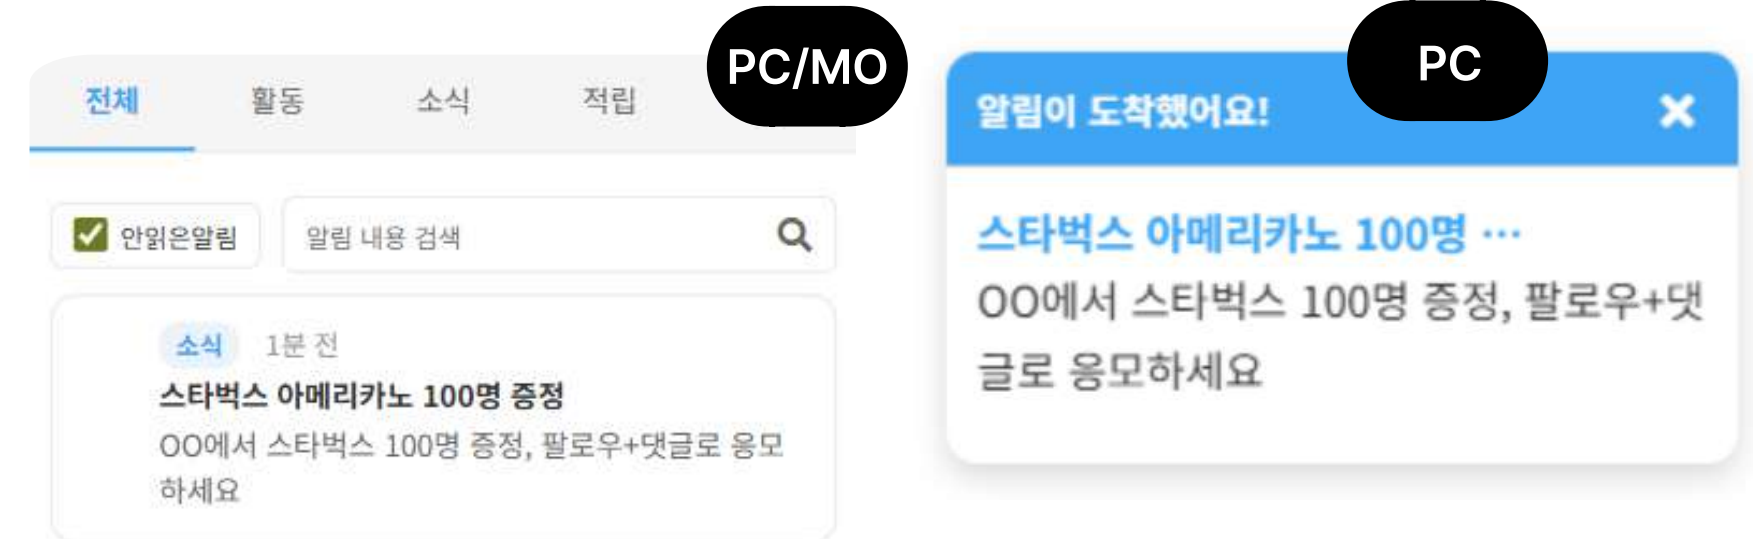 PC/MO
전체 활동 소식 적립
안읽은알림 알림 내용 검색
소식 1분 전
스타벅스 아메리카노 100명 증정
OO에서 스타벅스 100명 증정, 팔로우+댓글로 응모
하세요
PC
알림이 도착했어요!
스타벅스 아메리카노 100명 ···
OO에서 스타벅스 100명 증정, 팔로우+댓
글로 응모하세요